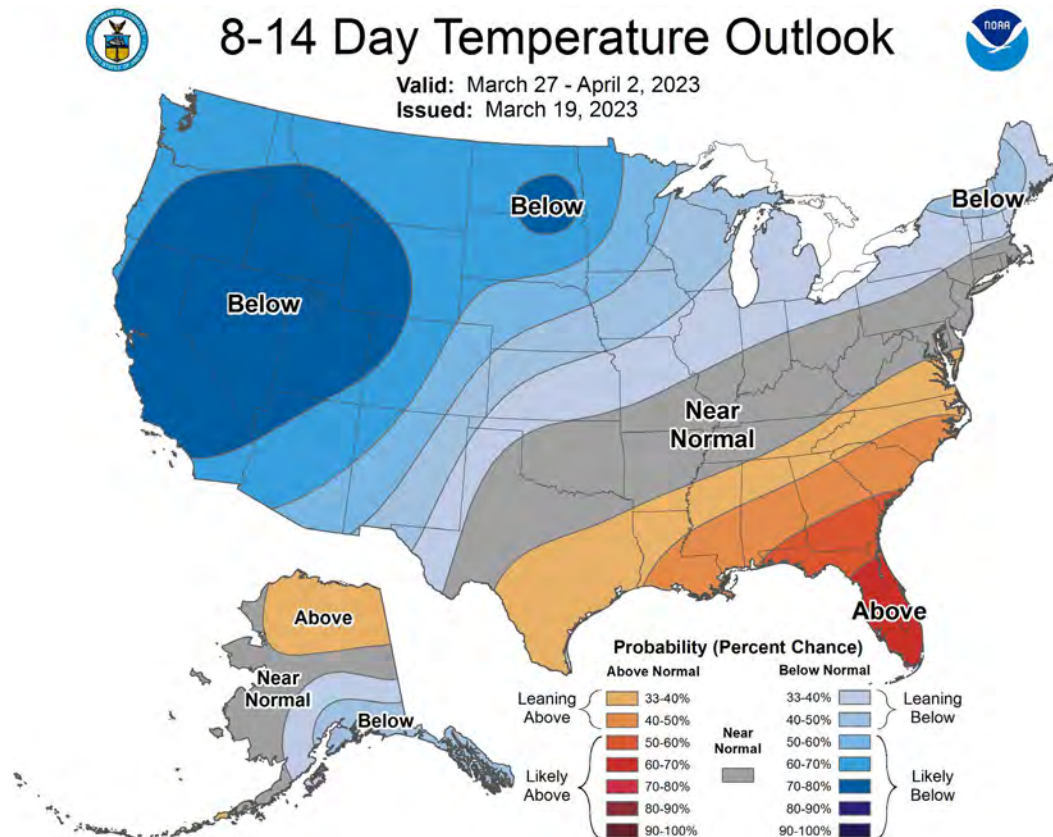 8-14 Day Temperature Outlook
Valid: March 27 - April 2, 2023
Issued: March 19, 2023
NOAA
Below
Below
Below
Near
Normal
Above
Above
Near
Normal
Below
Probability (Percent Chance)
Above Normal
Below Normal
Leaning
Above
33-40%
40-50%
Likely
Above
50-60%
60-70%
70-80%
80-90%
90-100%
Near
Normal
33-40%
40-50%
Leaning
Below
50-60%
60-70%
70-80%
80-90%
90-100%
Likely
Below